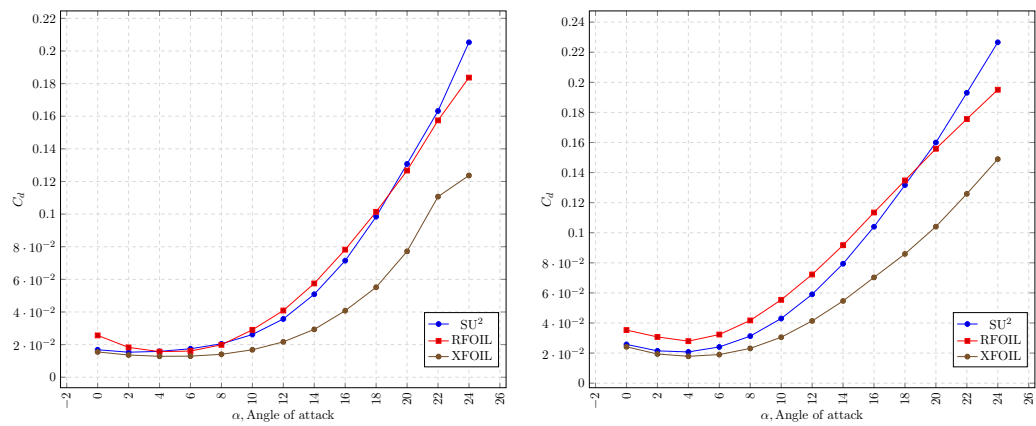 0.22
0.2
0.18
0.16
0.14
0.12
0.1
8 · 10⁻²
6 · 10⁻²
4 · 10⁻²
2 · 10⁻²
0
C_d
−2 0 2 4 6 8 10 12 14 16 18 20 22 24 26
α, Angle of attack
SU²
RFOIL
XFOIL
0.24
0.22
0.2
0.18
0.16
0.14
0.12
0.1
8 · 10⁻²
6 · 10⁻²
4 · 10⁻²
2 · 10⁻²
0
C_d
−2 0 2 4 6 8 10 12 14 16 18 20 22 24 26
α, Angle of attack
SU²
RFOIL
XFOIL